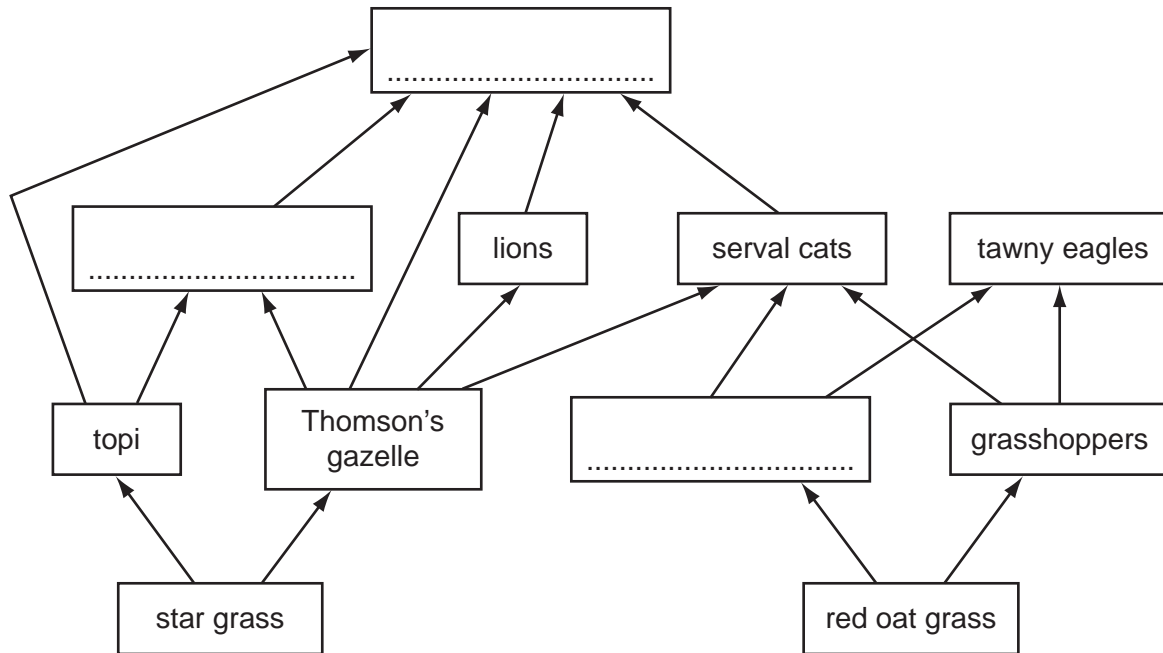 lions
serval cats
tawny eagles
topi
Thomson's
gazelle
grasshoppers
star grass
red oat grass